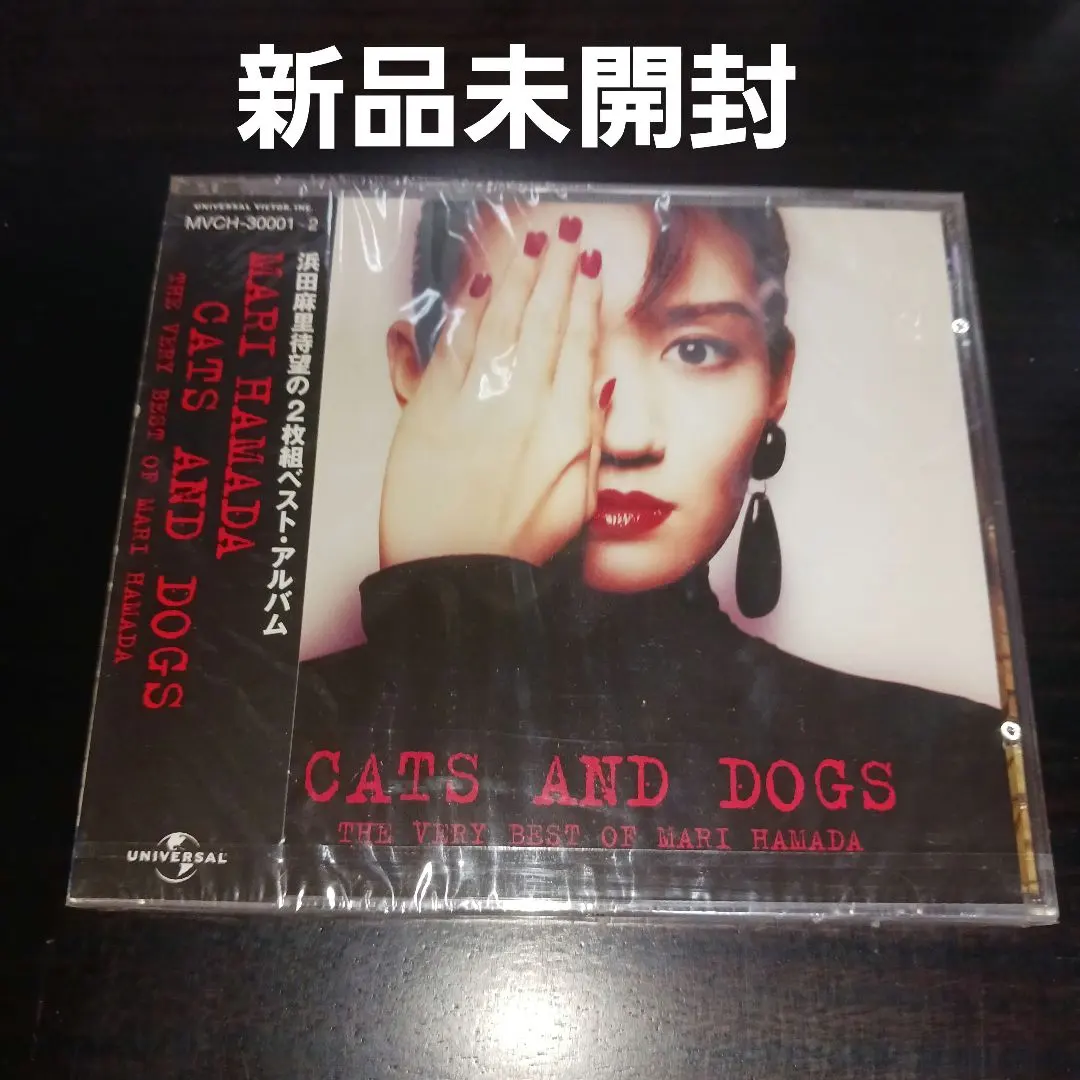 新品未開封
UNIVERSAL VICTOR, INC.
MVCH-30001~2
浜田麻里待望の2枚組ベスト・アルバム
MARI HAMADA
CATS AND DOGS
THE VERY BEST OF MARI HAMADA
UNIVERSAL
CATS AND DOGS
THE VERY BEST OF MARI HAMADA